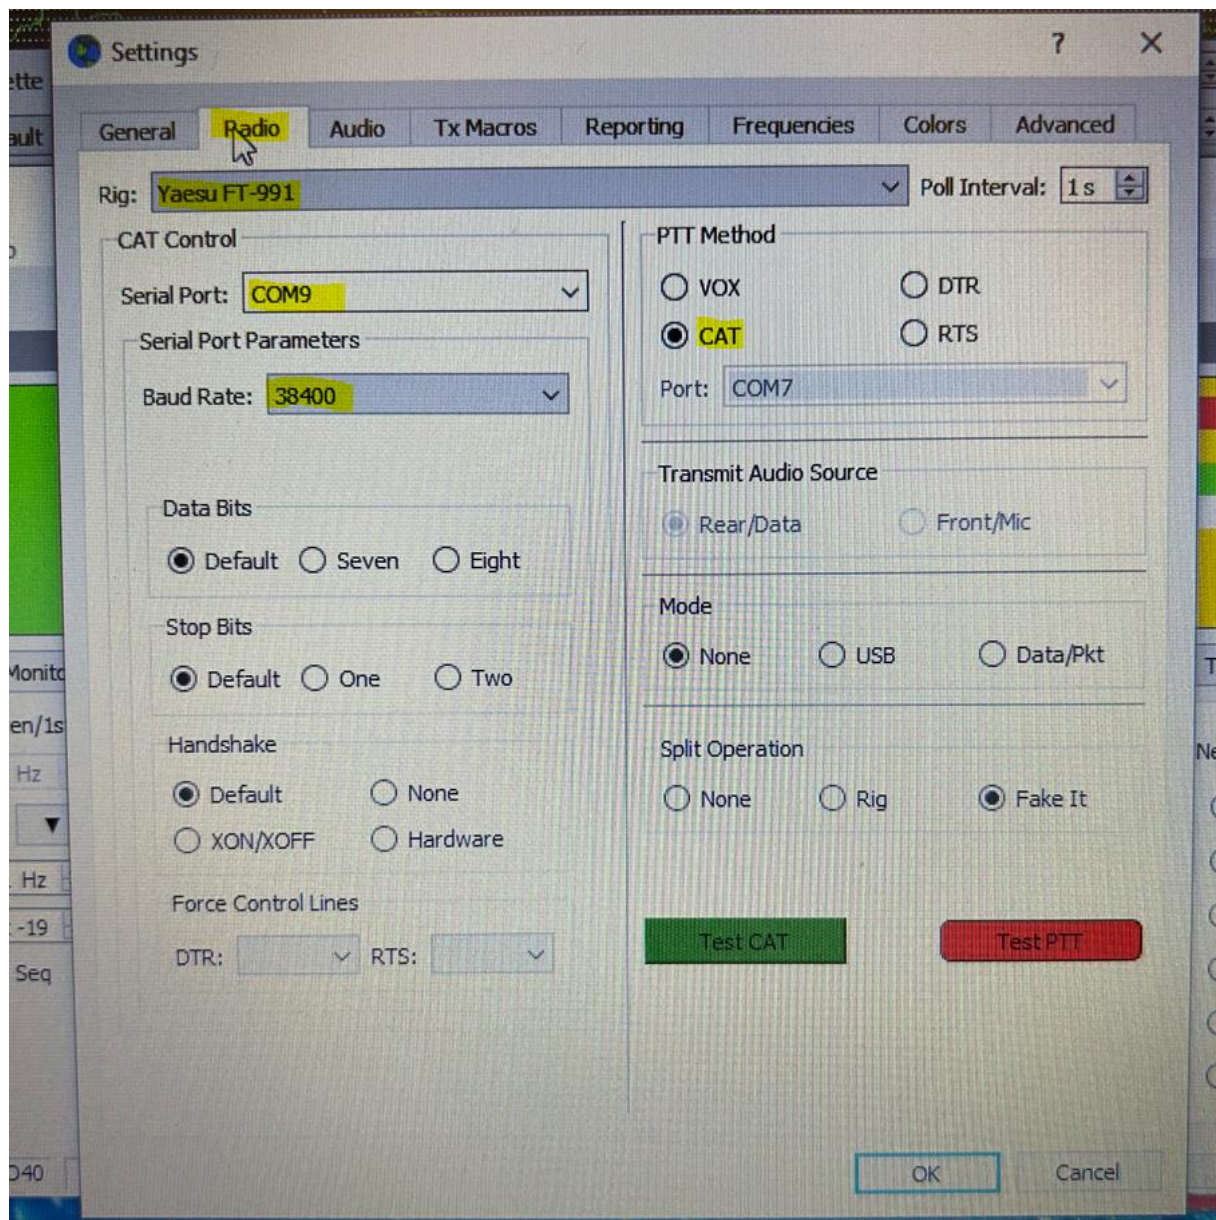 Settings
?
General Radio Audio Tx Macros Reporting Frequencies Colors Advanced
Rig: Yaesu FT-991 Poll Interval: 1 s
CAT Control
Serial Port: COM9
Serial Port Parameters
Baud Rate: 38400
Data Bits
Default Seven Eight
Stop Bits
Default One Two
Handshake
Default None
XON/XOFF Hardware
Force Control Lines
DTR: RTS:
PTT Method
VOX DTR
CAT RTS
Port: COM7
Transmit Audio Source
Rear/Data Front/Mic
Mode
None USB Data/Pkt
Split Operation
None Rig Fake It
Test CAT Test PTT
OK Cancel
Hz
Hz
-19
Seq